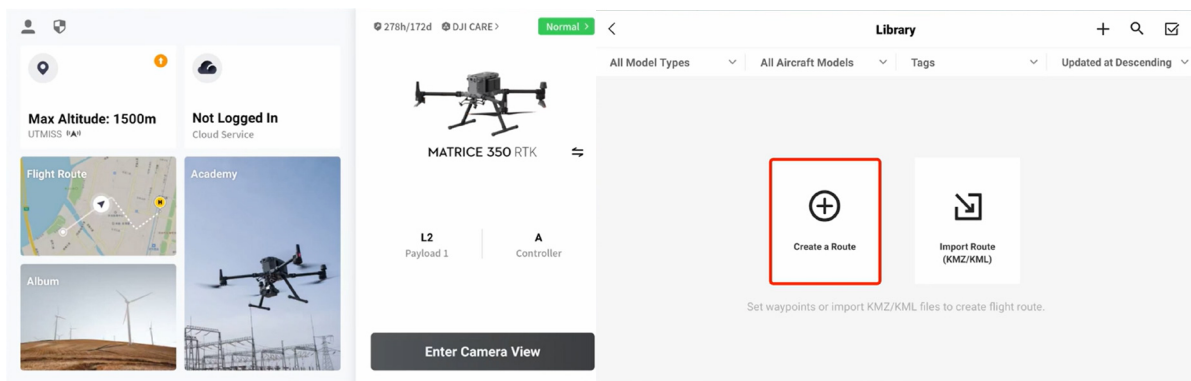 278h/172d DJI CARE >
Normal >
Max Altitude: 1500m
UTMISS
Not Logged In
Cloud Service
Flight Route
H
Academy
Album
MATRICE 350 RTK
L2
Payload 1
A
Controller
Enter Camera View
Library
All Model Types
All Aircraft Models
Tags
Updated at Descending
Create a Route
Import Route
(KMZ/KML)
Set waypoints or import KMZ/KML files to create flight route.